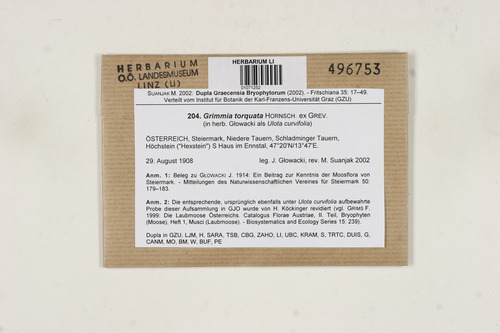 HERBARIUM
O.Ö. LANDESMUSEUM
LINZ (LI)
HERBARIUM LI
01071202
496753
SUANJAK M. 2002: Dupla Graecensia Bryophytorum (2002). - Fritschiana 35: 17–49.
Verteilt vom Institut für Botanik der Karl-Franzens-Universität Graz (GZU)
204. Grimmia torquata HORNSCH. ex GREV.
(in herb. Glowacki als Ulota curvifolia)
ÖSTERREICH, Steiermark, Niedere Tauern, Schladminger Tauern,
Höchstein ("Hexstein") S Haus im Ennstal, 47°20'N/13°47'E.
29. August 1908 leg. J. Głowacki, rev. M. Suanjak 2002
Anm. 1: Beleg zu GŁOWACKI J. 1914: Ein Beitrag zur Kenntnis der Moosflora von
Steiermark. - Mitteilungen des Naturwissenschaftlichen Vereines für Steiermark 50:
179–183.
Anm. 2: Die entsprechende, ursprünglich ebenfalls unter Ulota curvifolia aufbewahrte
Probe dieser Aufsammlung in GJO wurde von H. Köckinger revidiert (vgl. GRIMS F.
1999: Die Laubmoose Österreichs. Catalogus Florae Austriae, II. Teil, Bryophyten
(Moose), Heft 1, Musci (Laubmoose). - Biosystematics and Ecology Series 15: 239).
Dupla in GZU, LJM, H, SARA, TSB, CBG, ZAHO, LI, UBC, KRAM, S, TRTC, DUIS, G,
CANM, MO, BM, W, BUF, PE